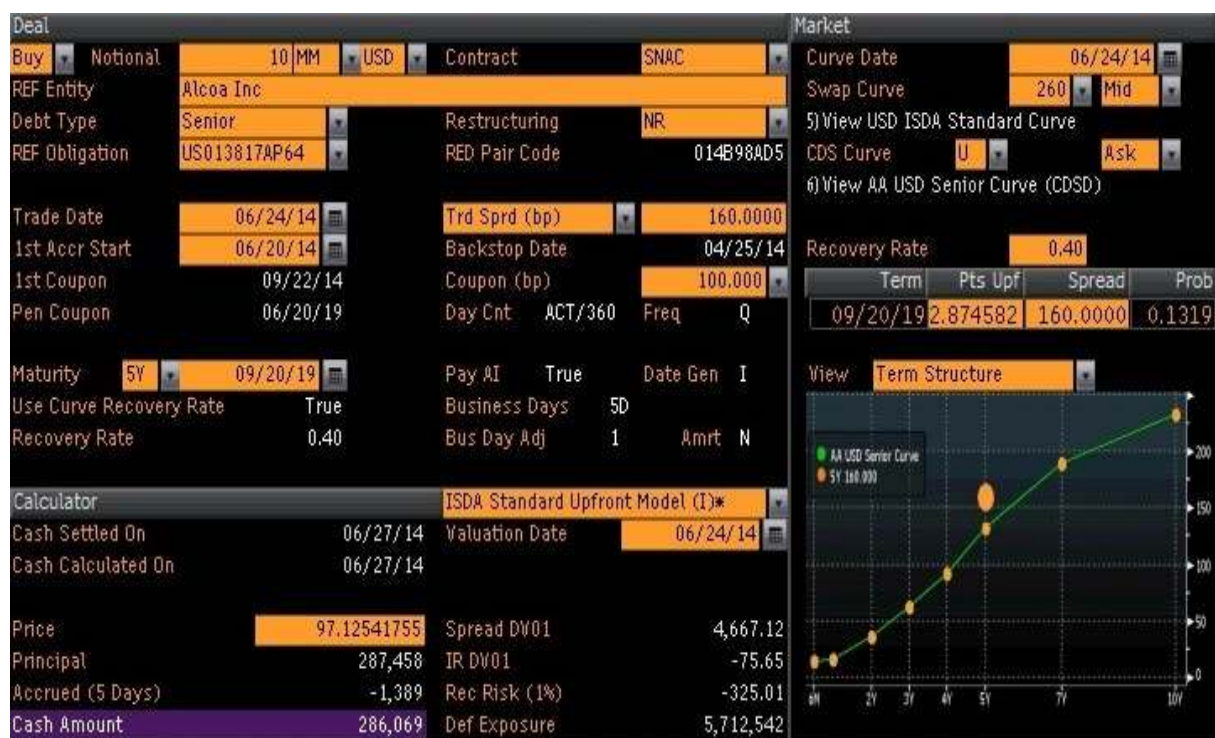 Deal
Buy Notional 10 MM USD Contract SNAC
REF Entity Alcoa Inc
Debt Type Senior Restructuring NR
REF Obligation US013817AP64 RED Pair Code 014B98AD5
Trade Date 06/24/14 Trd Sprd (bp) 160.0000
1st Accr Start 06/20/14 Backstop Date 04/25/14
1st Coupon 09/22/14 Coupon (bp) 100.000
Pen Coupon 06/20/19 Day Cnt ACT/360 Freq Q
Maturity 5Y 09/20/19 Pay AI True Date Gen I
Use Curve Recovery Rate True Business Days 5D
Recovery Rate 0.40 Bus Day Adj 1 Amrt N
Calculator ISDA Standard Upfront Model (I)*
Cash Settled On 06/27/14 Valuation Date 06/24/14
Cash Calculated On 06/27/14
Price 97.12541755 Spread DV01 4,667.12
Principal 287,458 IR DV01 -75.65
Accrued (5 Days) -1,389 Rec Risk (1%) -325.01
Cash Amount 286,069 Def Exposure 5,712,542
Market
Curve Date 06/24/14
Swap Curve 260 Mid
5) View USD ISDA Standard Curve
CDS Curve U Ask
6) View AA USD Senior Curve (CDSD)
Recovery Rate 0.40
Term Pts Upf Spread Prob
09/20/19 2.874582 160.0000 0.1319
View Term Structure
AA USD Senior Curve
5Y 160.000
200
150
100
50
0
6M 2Y 3Y 4Y 5Y 7Y 10Y